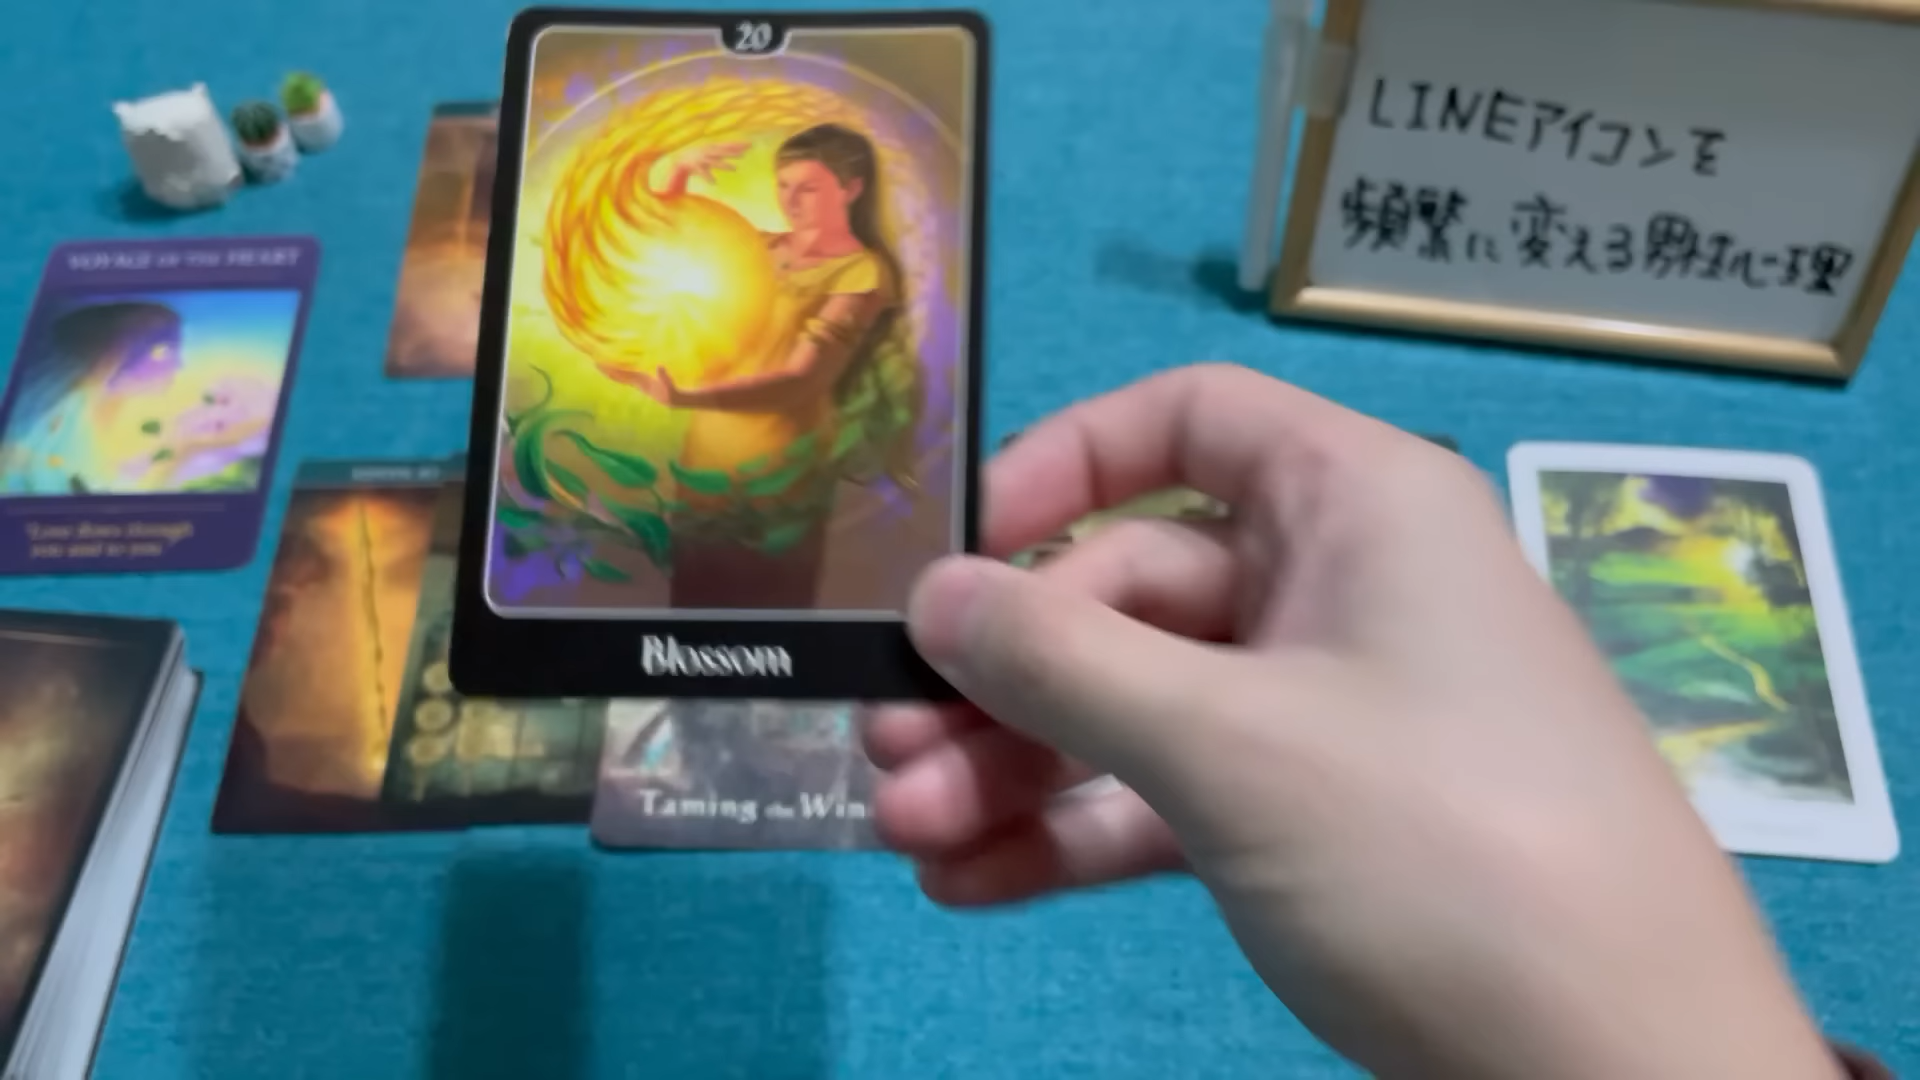 20
LINEアイコンを
頻繁に変える男性心理
VOYAGE OF THE HEART
"Love flows through
you and to you"
Blossom
Taming the Win